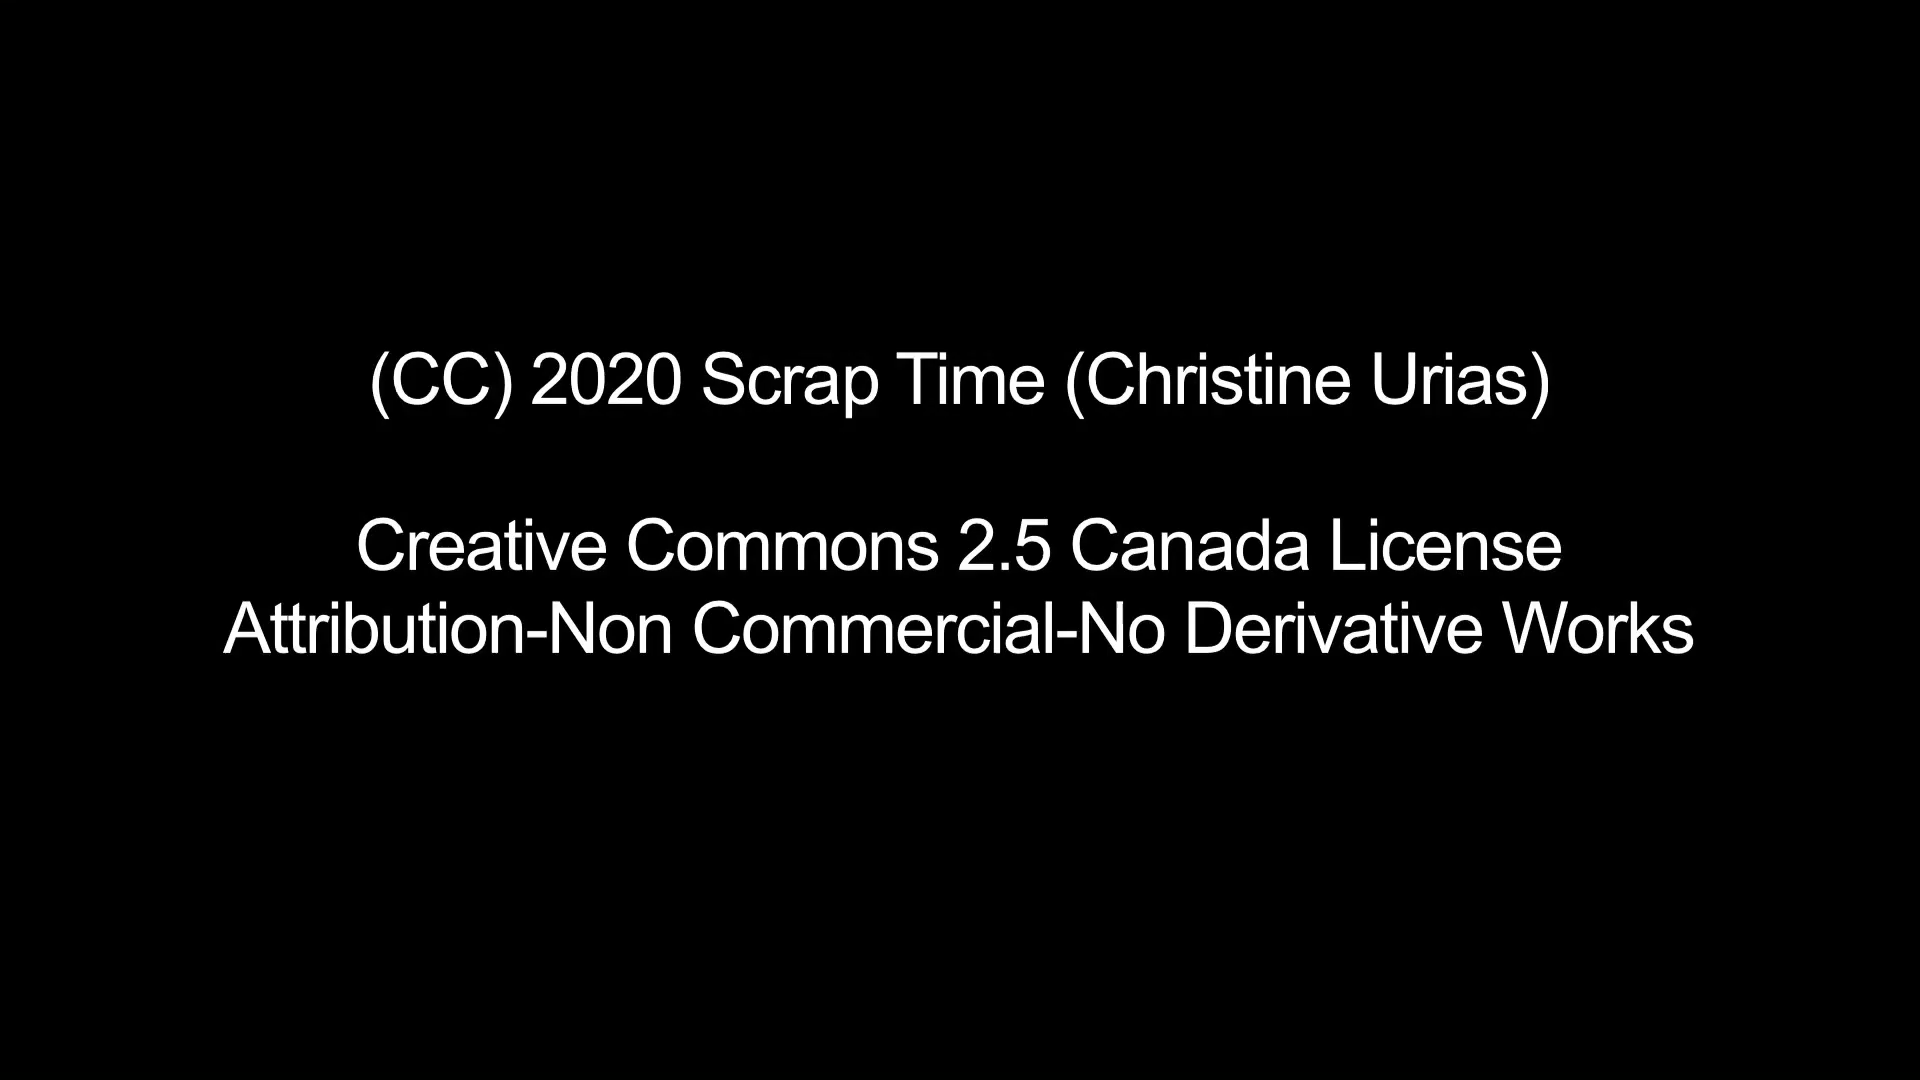 (CC) 2020 Scrap Time (Christine Urias)
Creative Commons 2.5 Canada License
Attribution-Non Commercial-No Derivative Works